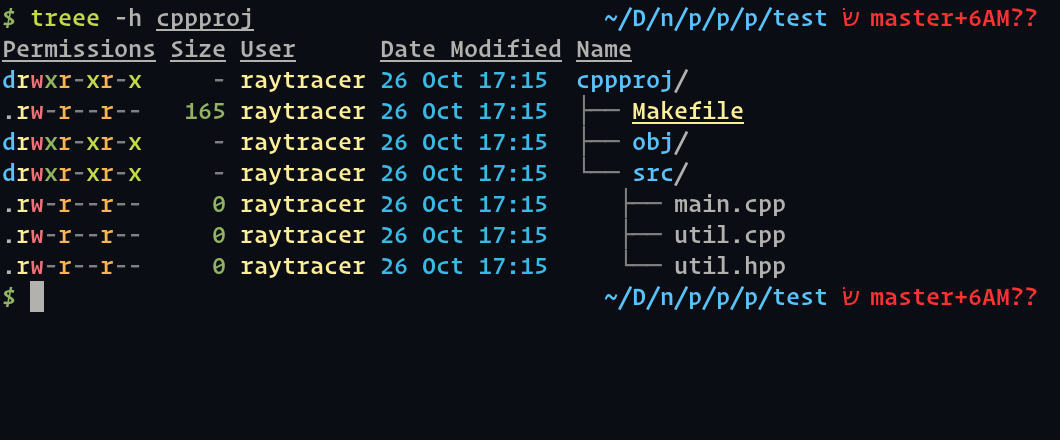 $ treee -h cppproj ~/D/n/p/p/p/test שׂ master+6AM??
Permissions Size User Date Modified Name
drwxr-xr-x - raytracer 26 Oct 17:15 cppproj/
.rw-r--r-- 165 raytracer 26 Oct 17:15 ├── Makefile
drwxr-xr-x - raytracer 26 Oct 17:15 ├── obj/
drwxr-xr-x - raytracer 26 Oct 17:15 └── src/
.rw-r--r-- 0 raytracer 26 Oct 17:15 ├── main.cpp
.rw-r--r-- 0 raytracer 26 Oct 17:15 ├── util.cpp
.rw-r--r-- 0 raytracer 26 Oct 17:15 └── util.hpp
$ ~/D/n/p/p/p/test שׂ master+6AM??